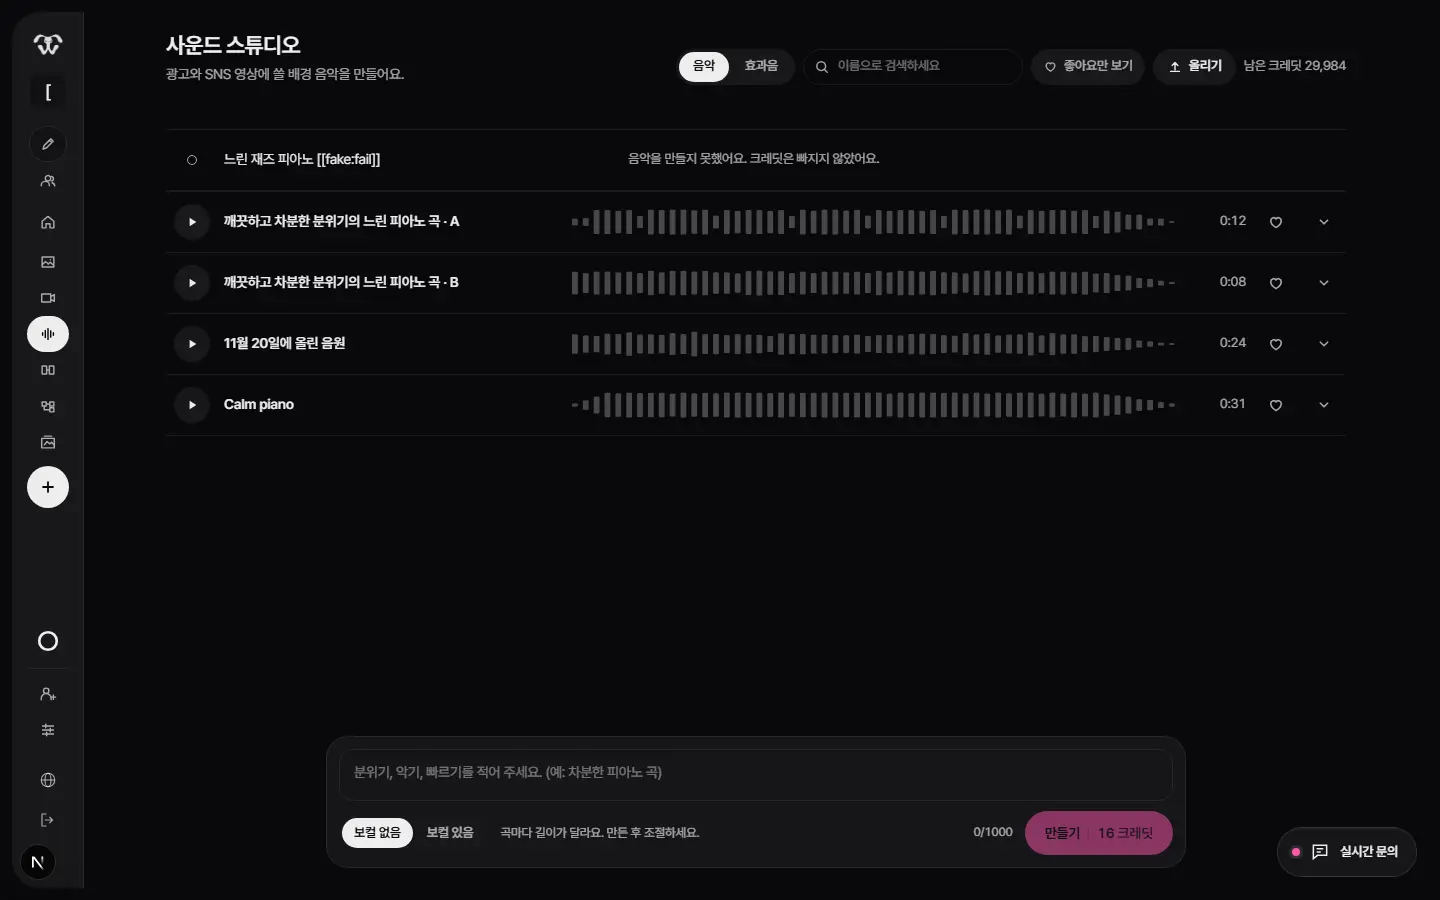 사운드 스튜디오
광고와 SNS 영상에 쓸 배경 음악을 만들어요.
음악 효과음 이름으로 검색하세요 좋아요만 보기 올리기 남은 크레딧 29,984
[
느린 재즈 피아노 [[fake:fail]] 음악을 만들지 못했어요. 크레딧은 빠지지 않았어요.
깨끗하고 차분한 분위기의 느린 피아노 곡 · A 0:12
깨끗하고 차분한 분위기의 느린 피아노 곡 · B 0:08
11월 20일에 올린 음원 0:24
Calm piano 0:31
분위기, 악기, 빠르기를 적어 주세요. (예: 차분한 피아노 곡)
보컬 없음 보컬 있음 곡마다 길이가 달라요. 만든 후 조절하세요. 0/1000 만들기 16 크레딧
실시간 문의
N